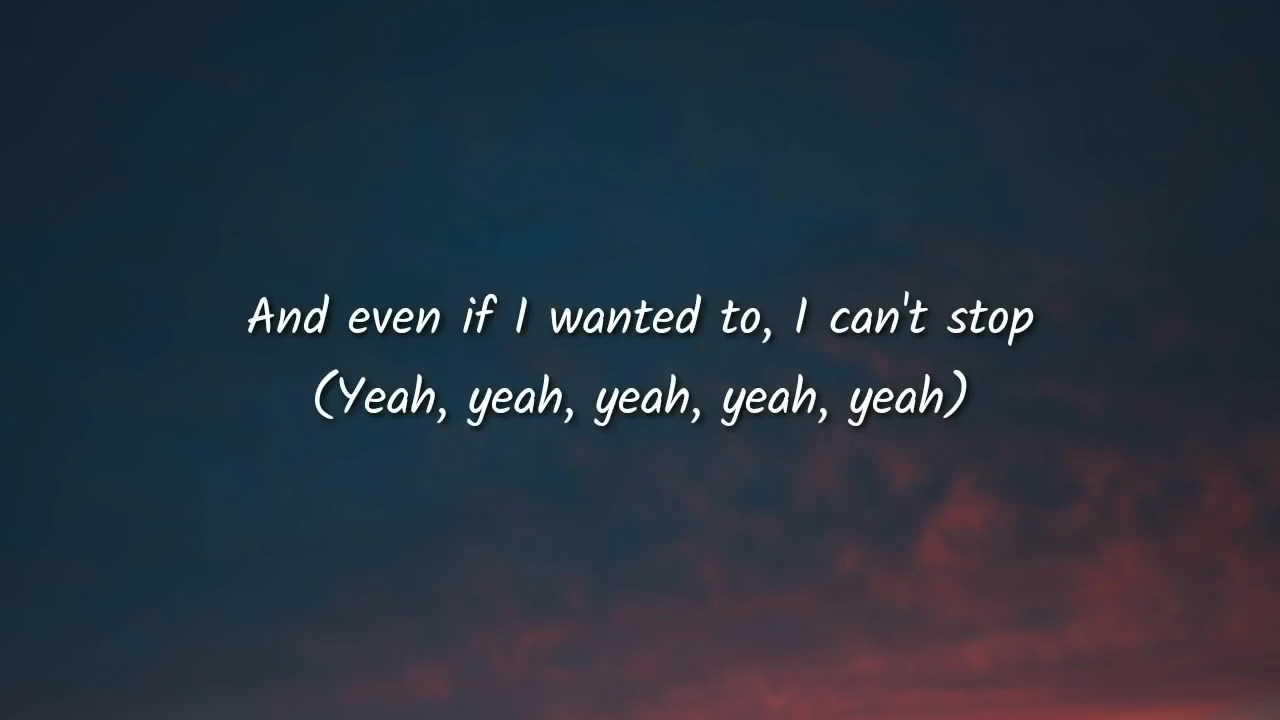 And even if I wanted to, I can't stop
(Yeah, yeah, yeah, yeah, yeah)